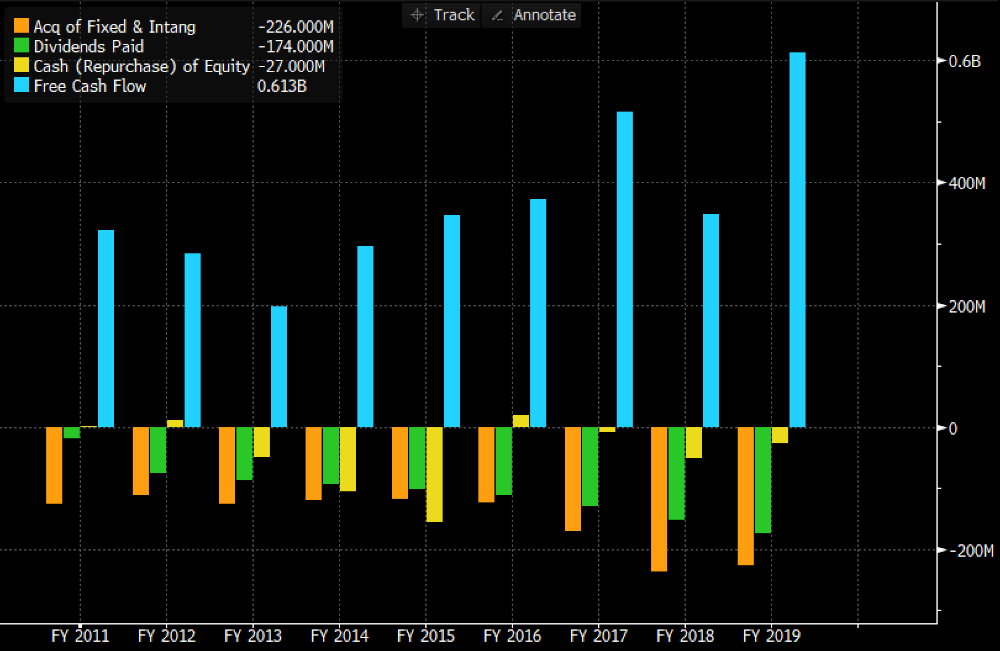 Track Annotate
Acq of Fixed & Intang -226.000M
Dividends Paid -174.000M
Cash (Repurchase) of Equity -27.000M
Free Cash Flow 0.613B
0.6B
400M
200M
0
-200M
FY 2011 FY 2012 FY 2013 FY 2014 FY 2015 FY 2016 FY 2017 FY 2018 FY 2019